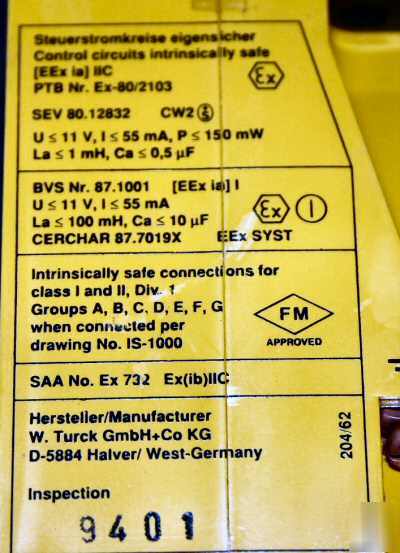 Steuerstromkreise eigensicher
Control circuits intrinsically safe
[EEx ia] IIC
PTB Nr. Ex-80/2103
Ex
SEV 80.12832 CW2 S
U ≤ 11 V, I ≤ 55 mA, P ≤ 150 mW
La ≤ 1 mH, Ca ≤ 0,5 µF
BVS Nr. 87.1001 [EEx ia] I
U ≤ 11 V, I ≤ 55 mA
La ≤ 100 mH, Ca ≤ 10 µF
CERCHAR 87.7019X EEx SYST
Ex I
Intrinsically safe connections for
class I and II, Div. 1
Groups A, B, C, D, E, F, G
when connected per
drawing No. IS-1000
FM
APPROVED
SAA No. Ex 732 Ex(ib)IIC
Hersteller/Manufacturer
W. Turck GmbH+Co KG
D-5884 Halver/ West-Germany
204/62
Inspection
9401